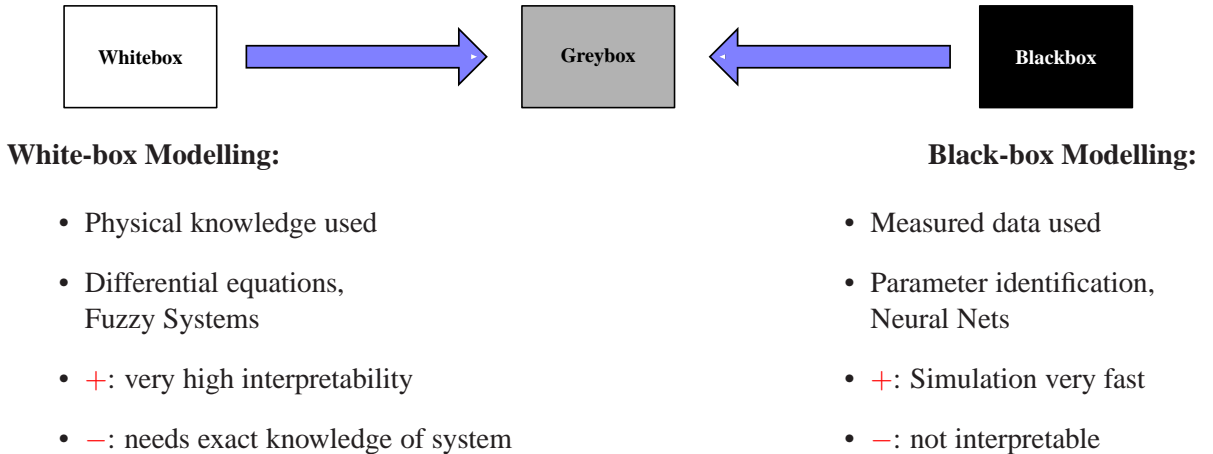 Whitebox
Greybox
Blackbox
White-box Modelling:
• Physical knowledge used
• Differential equations,
Fuzzy Systems
• +: very high interpretability
• −: needs exact knowledge of system
Black-box Modelling:
• Measured data used
• Parameter identification,
Neural Nets
• +: Simulation very fast
• −: not interpretable